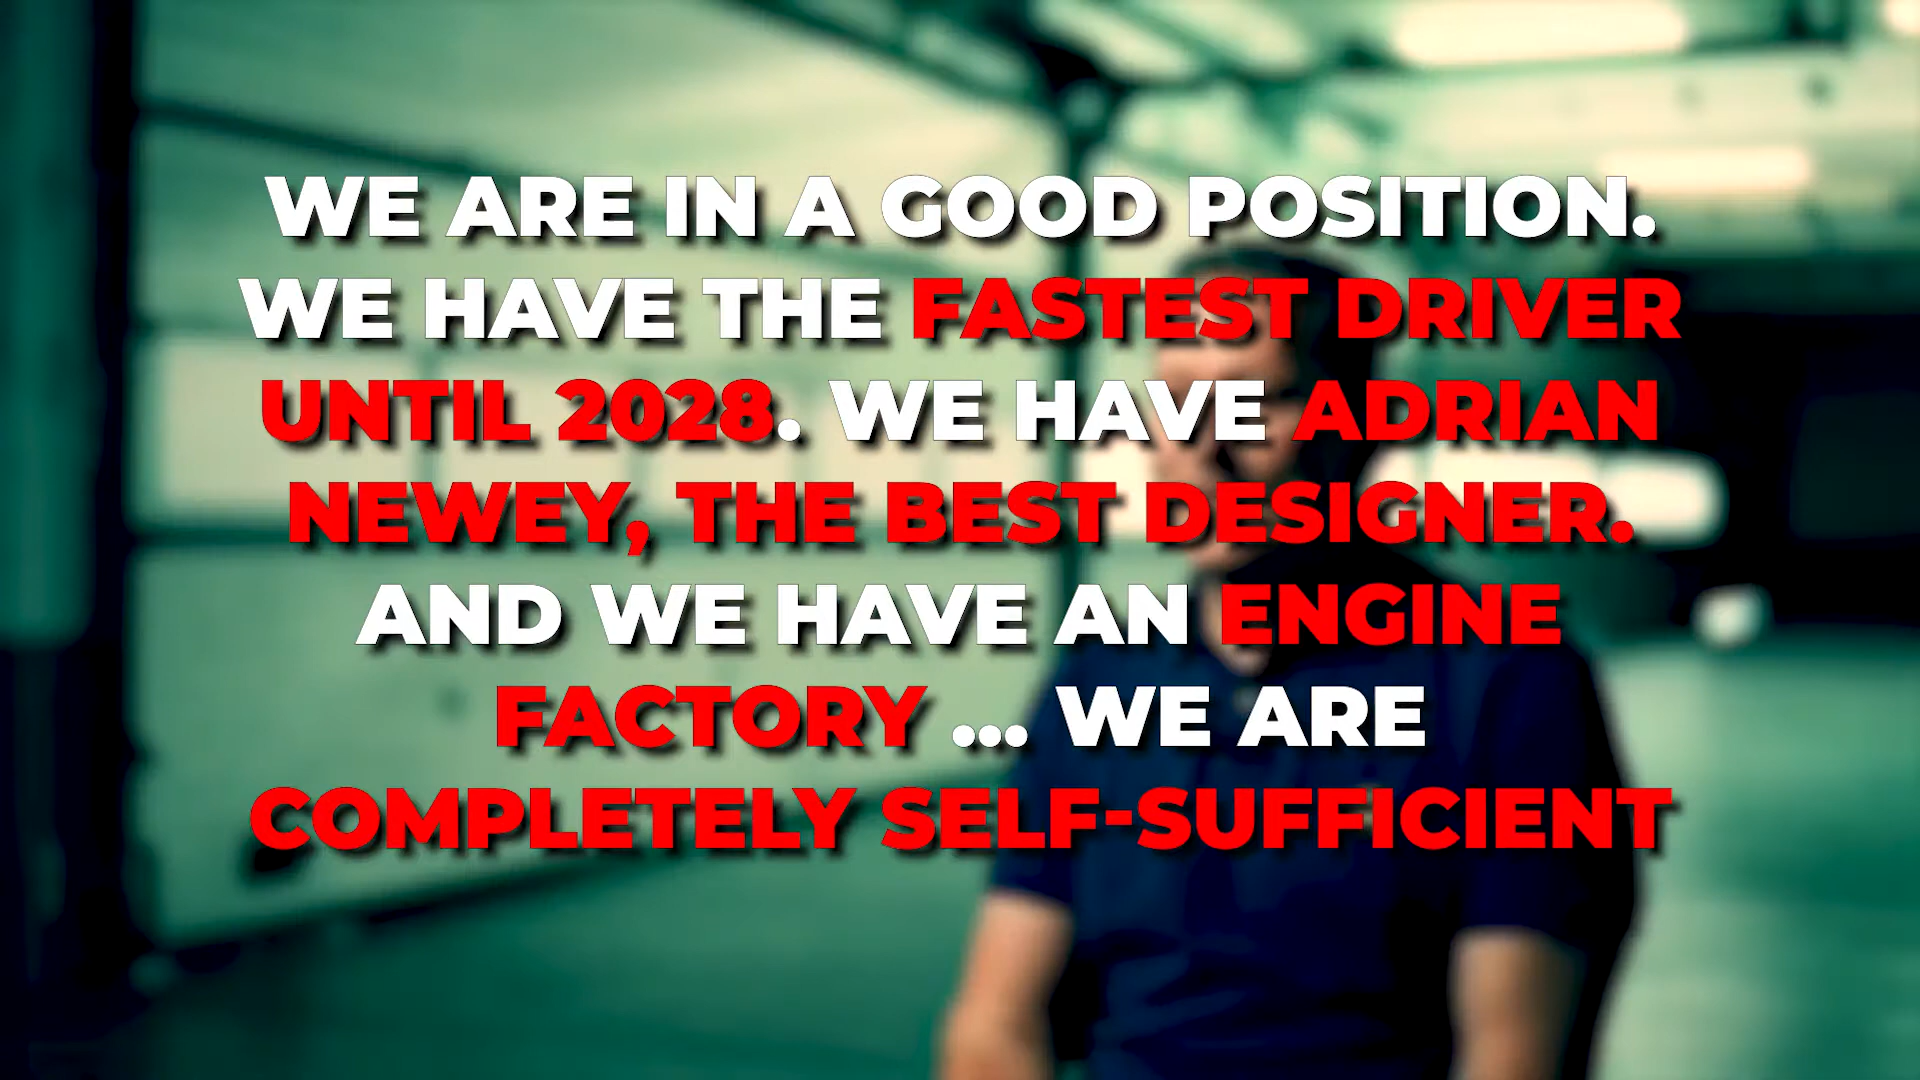 WE ARE IN A GOOD POSITION.
WE HAVE THE FASTEST DRIVER
UNTIL 2028. WE HAVE ADRIAN
NEWEY, THE BEST DESIGNER.
AND WE HAVE AN ENGINE
FACTORY ... WE ARE
COMPLETELY SELF-SUFFICIENT